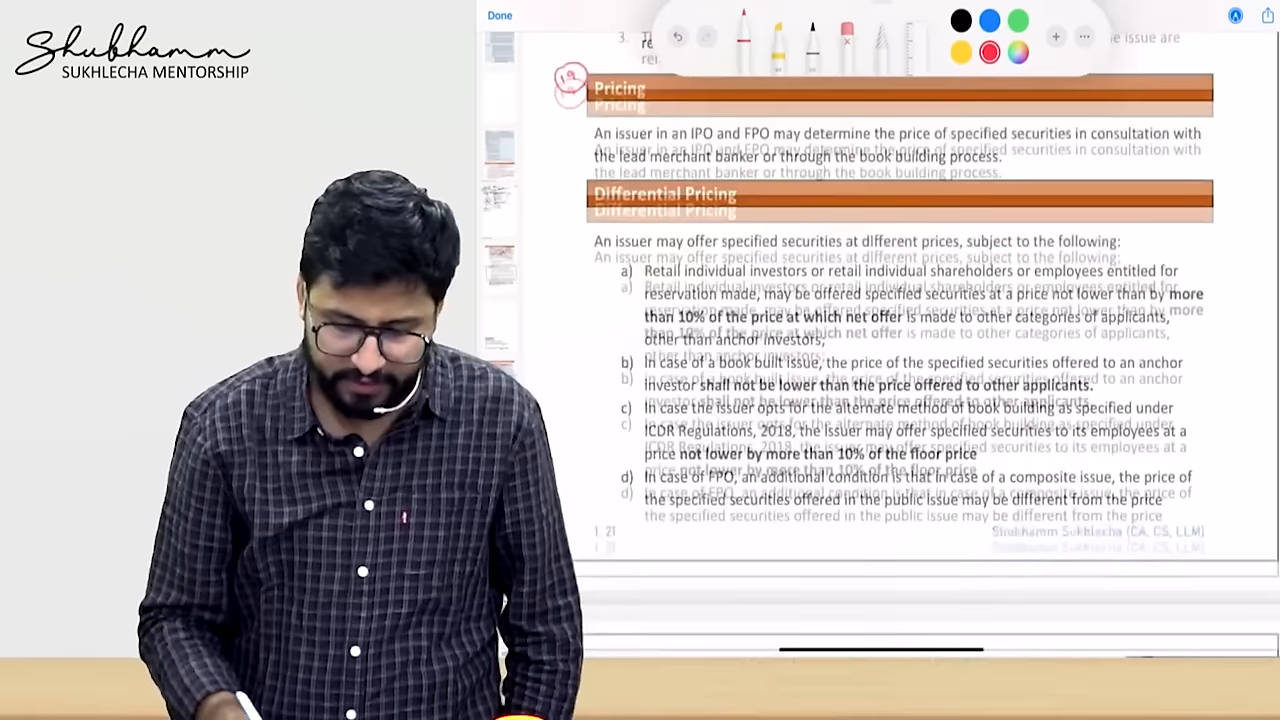 Shubhamm
SUKHLECHA MENTORSHIP
Done
3.
e issue are
Pricing
An issuer in an IPO and FPO may determine the price of specified securities in consultation with
the lead merchant banker or through the book building process.
Differential Pricing
An issuer may offer specified securities at different prices, subject to the following:
a) Retail individual investors or retail individual shareholders or employees entitled for
reservation made, may be offered specified securities at a price not lower than by more
than 10% of the price at which net offer is made to other categories of applicants,
other than anchor investors;
b) In case of a book built issue, the price of the specified securities offered to an anchor
investor shall not be lower than the price offered to other applicants.
c) In case the issuer opts for the alternate method of book building as specified under
ICDR Regulations, 2018, the issuer may offer specified securities to its employees at a
price not lower by more than 10% of the floor price
d) In case of FPO, an additional condition is that in case of a composite issue, the price of
the specified securities offered in the public issue may be different from the price
1. 21
Shubhamm Sukhlecha (CA, CS, LLM)